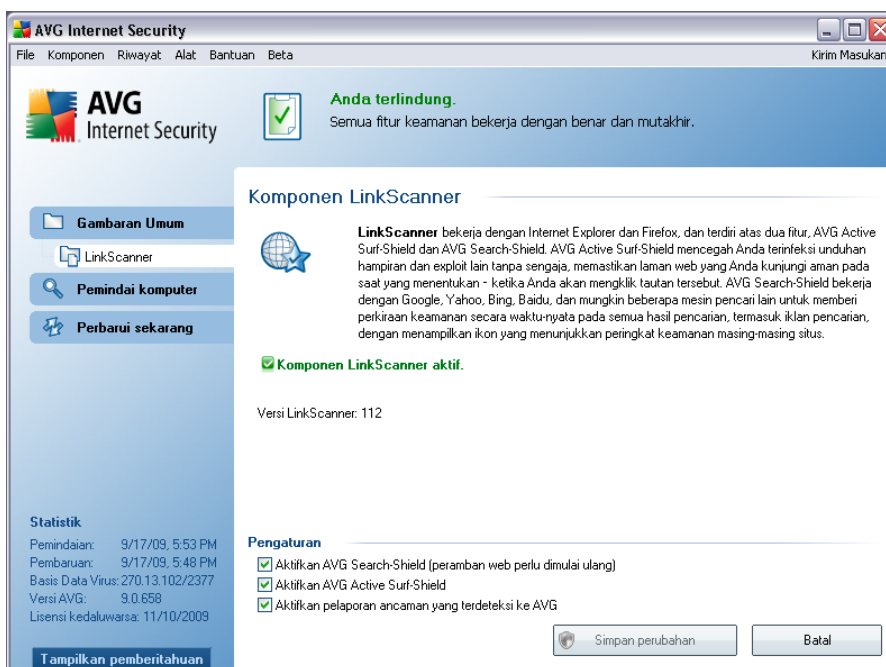 AVG Internet Security
File Komponen Riwayat Alat Bantuan Beta
Kirim Masukan
AVG
Internet Security
Anda terlindung.
Semua fitur keamanan bekerja dengan benar dan mutakhir.
Gambaran Umum
LinkScanner
Pemindai komputer
Perbarui sekarang
Komponen LinkScanner
LinkScanner bekerja dengan Internet Explorer dan Firefox, dan terdiri atas dua fitur, AVG Active
Surf-Shield dan AVG Search-Shield. AVG Active Surf-Shield mencegah Anda terinfeksi unduhan
hampiran dan exploit lain tanpa sengaja, memastikan laman web yang Anda kunjungi aman pada
saat yang menentukan - ketika Anda akan mengklik tautan tersebut. AVG Search-Shield bekerja
dengan Google, Yahoo, Bing, Baidu, dan mungkin beberapa mesin pencari lain untuk memberi
perkiraan keamanan secara waktu-nyata pada semua hasil pencarian, termasuk iklan pencarian,
dengan menampilkan ikon yang menunjukkan peringkat keamanan masing-masing situs.
Komponen LinkScanner aktif.
Versi LinkScanner: 112
Statistik
Pemindaian: 9/17/09, 5:53 PM
Pembaruan: 9/17/09, 5:48 PM
Basis Data Virus: 270.13.102/2377
Versi AVG: 9.0.658
Lisensi kedaluwarsa: 11/10/2009
Tampilkan pemberitahuan
Pengaturan
Aktifkan AVG Search-Shield (peramban web perlu dimulai ulang)
Aktifkan AVG Active Surf-Shield
Aktifkan pelaporan ancaman yang terdeteksi ke AVG
Simpan perubahan
Batal